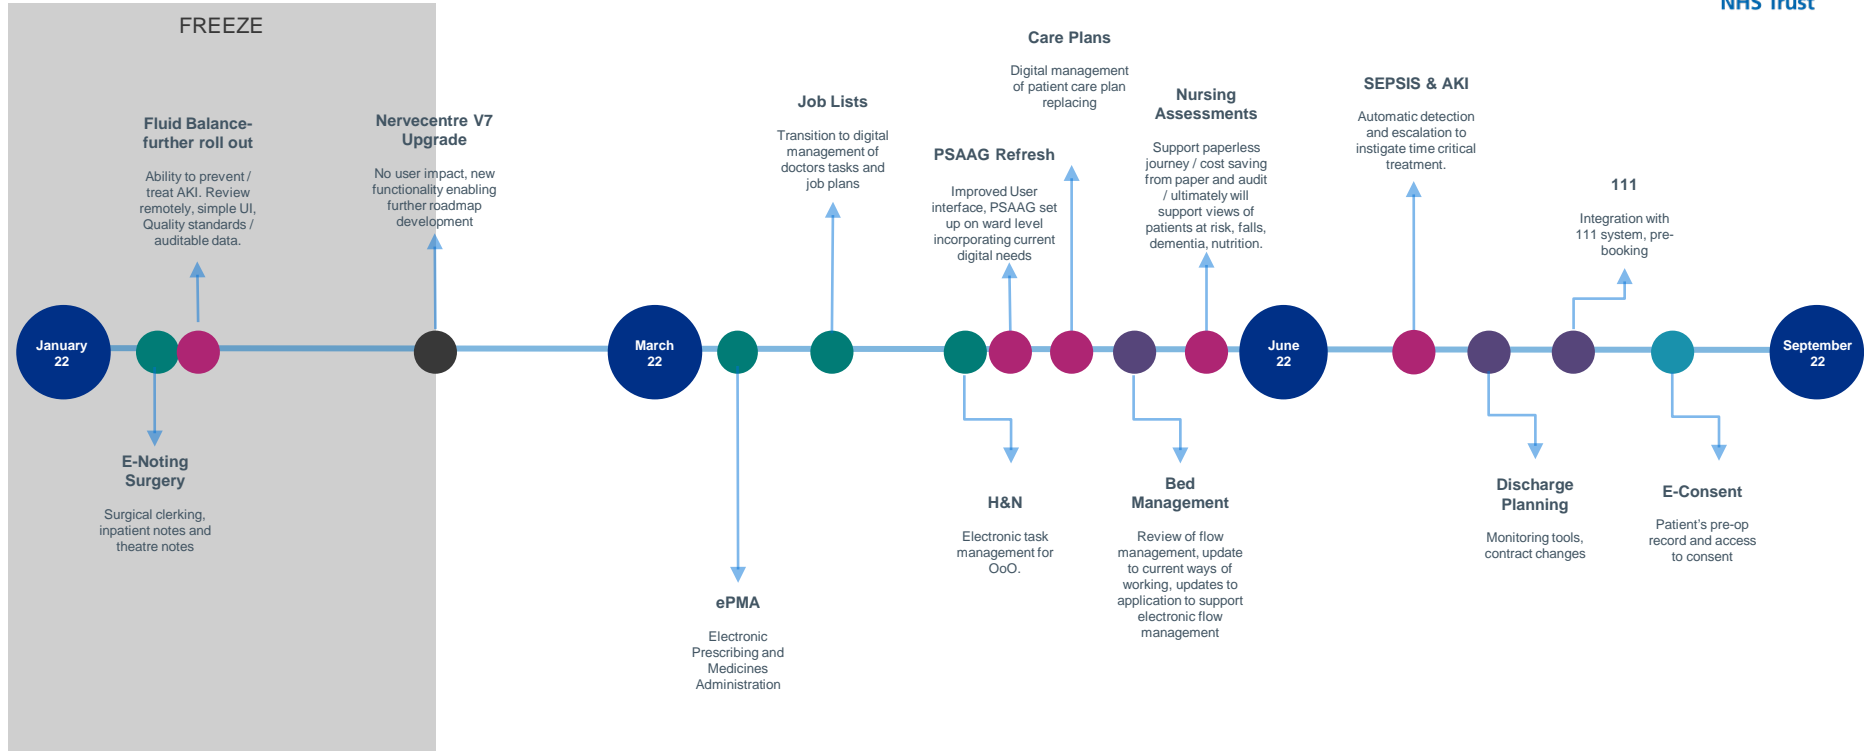 NHS Trust
FREEZE
Fluid Balance-
further roll out
Ability to prevent /
treat AKI. Review
remotely, simple UI,
Quality standards /
auditable data.
Nervecentre V7
Upgrade
No user impact, new
functionality enabling
further roadmap
development
Job Lists
Transition to digital
management of
doctors tasks and
job plans
PSAAG Refresh
Improved User
interface, PSAAG set
up on ward level
incorporating current
digital needs
Care Plans
Digital management
of patient care plan
replacing
Nursing
Assessments
Support paperless
journey / cost saving
from paper and audit
/ ultimately will
support views of
patients at risk, falls,
dementia, nutrition.
SEPSIS & AKI
Automatic detection
and escalation to
instigate time critical
treatment.
111
Integration with
111 system, pre-
booking
January
22
March
22
June
22
September
22
E-Noting
Surgery
Surgical clerking,
inpatient notes and
theatre notes
ePMA
Electronic
Prescribing and
Medicines
Administration
H&N
Electronic task
management for
OoO.
Bed
Management
Review of flow
management, update
to current ways of
working, updates to
application to support
electronic flow
management
Discharge
Planning
Monitoring tools,
contract changes
E-Consent
Patient's pre-op
record and access
to consent